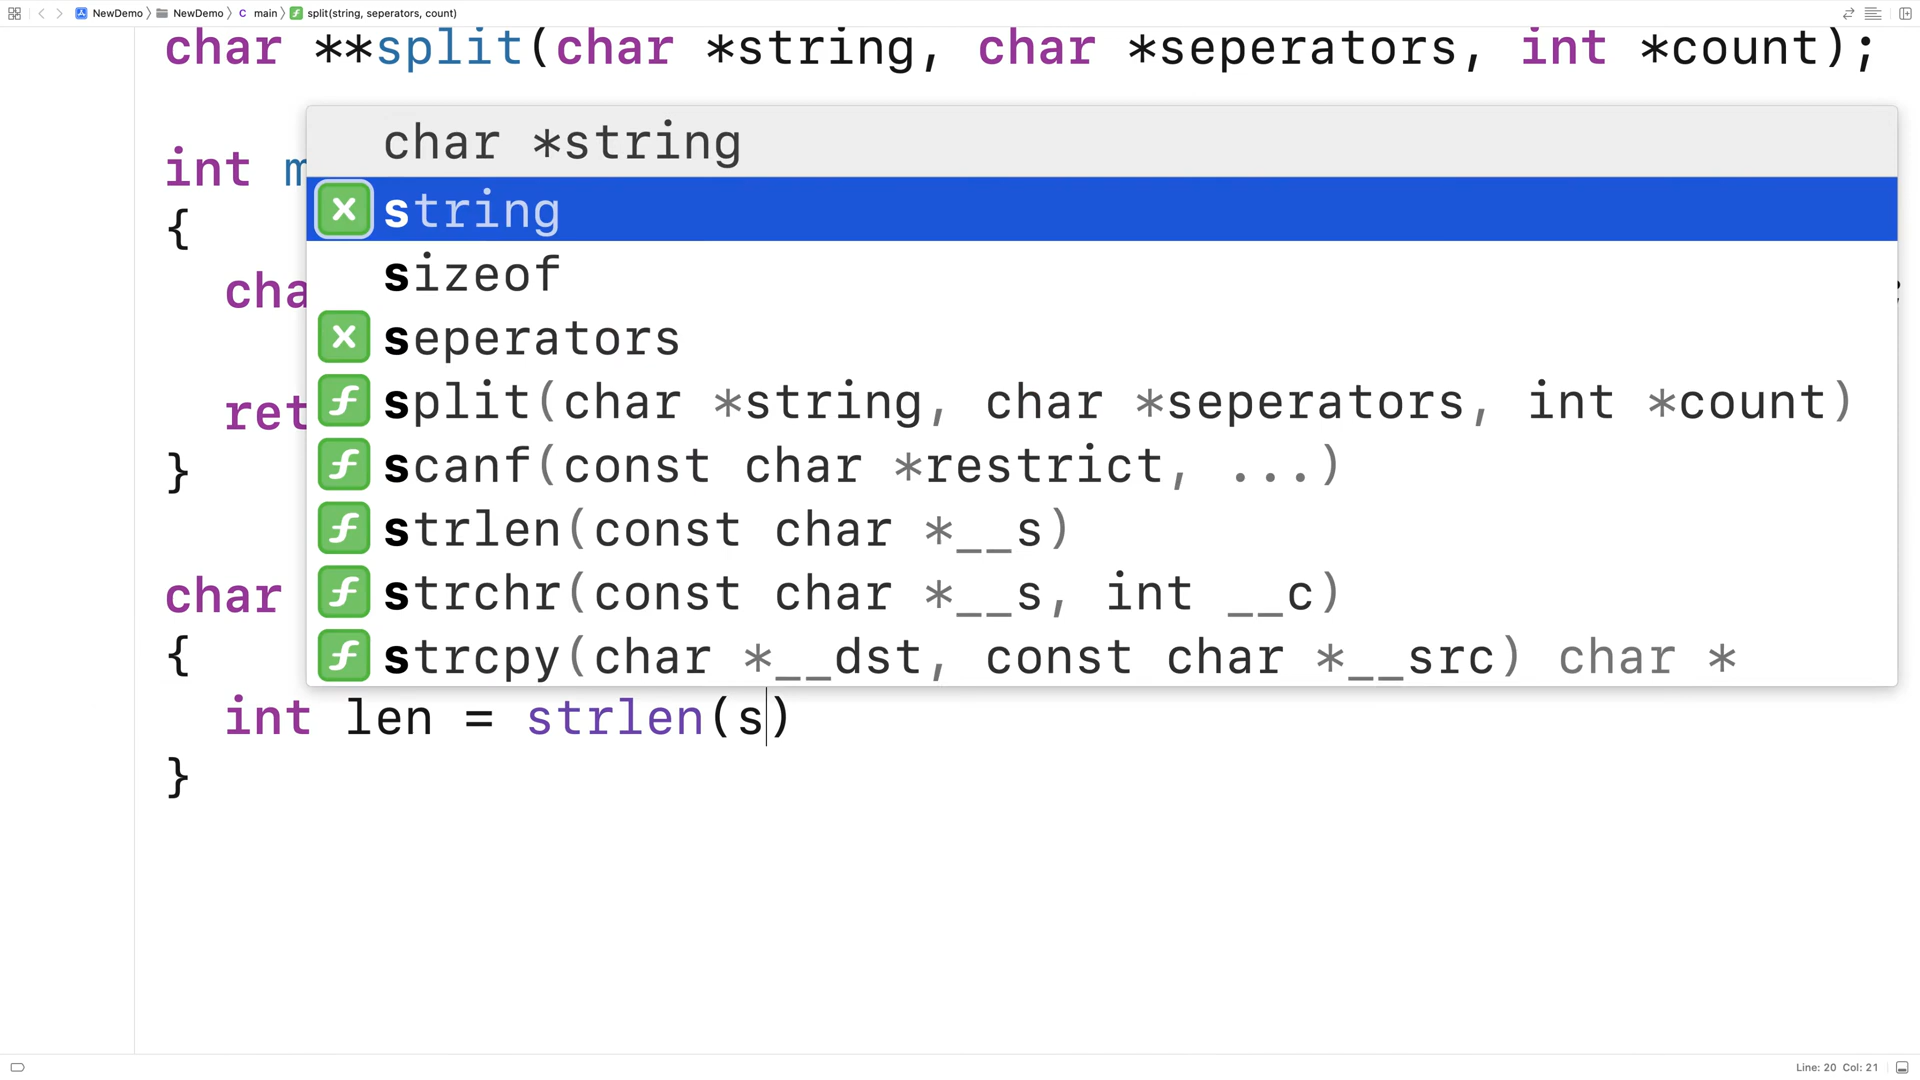 NewDemo NewDemo C main f split(string, seperators, count)
char **split(char *string, char *seperators, int *count);
char *string
int m
x string
{
sizeof
cha ;
x seperators
f split(char *string, char *seperators, int *count)
ret
f scanf(const char *restrict, ...)
}
f strlen(const char *__s)
char
f strchr(const char *__s, int __c)
{
f strcpy(char *__dst, const char *__src) char *
int len = strlen(s)
}
Line: 20 Col: 21